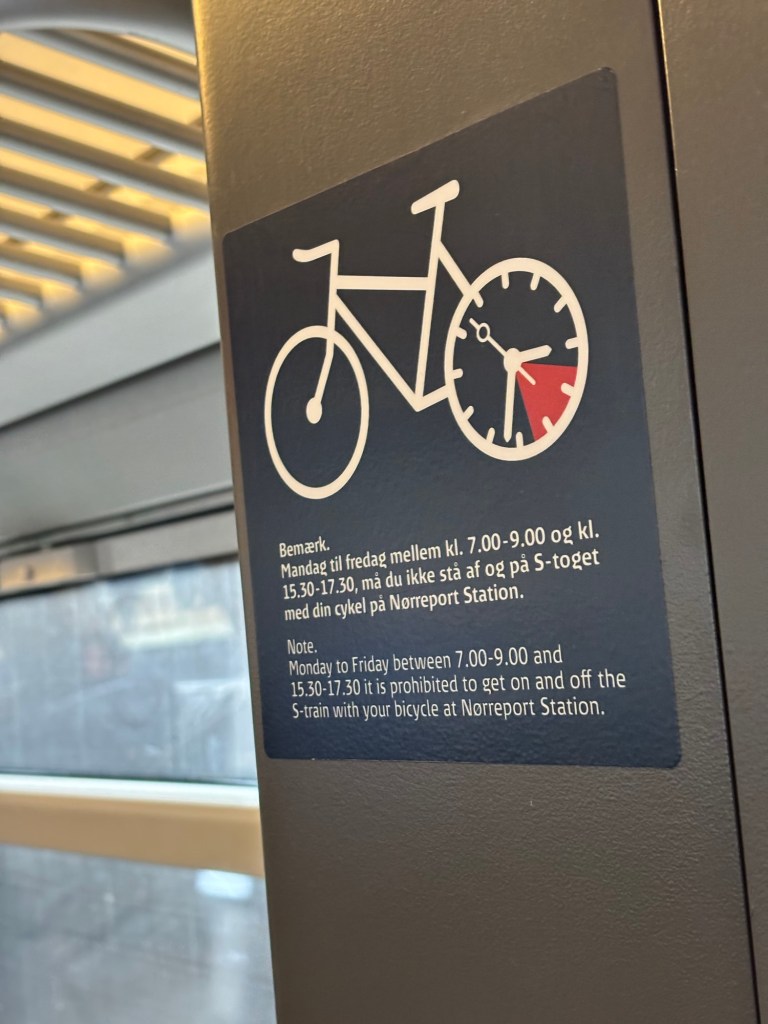 Bemærk.
Mandag til fredag mellem kl. 7.00-9.00 og kl.
15.30-17.30, må du ikke stå af og på S-toget
med din cykel på Nørreport Station.
Note.
Monday to Friday between 7.00-9.00 and
15.30-17.30 it is prohibited to get on and off the
S-train with your bicycle at Nørreport Station.